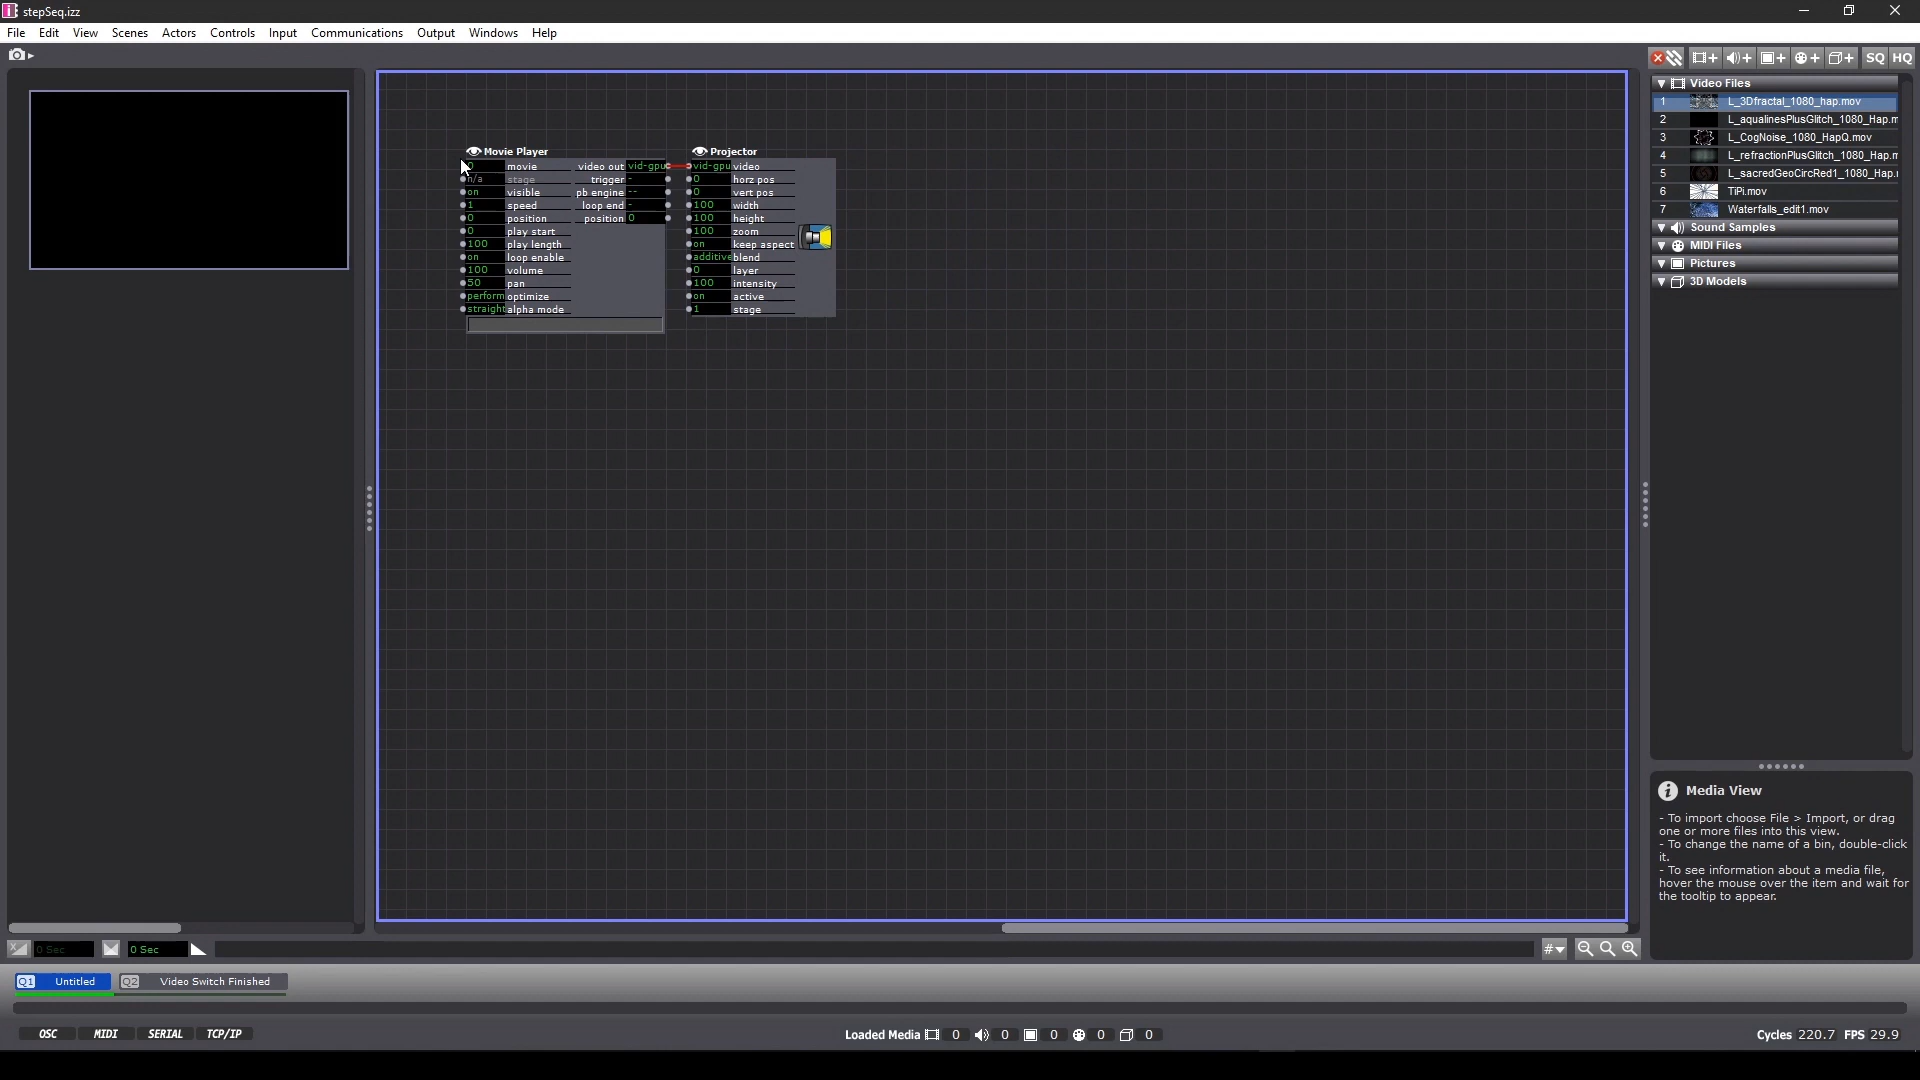 stepSeq.izz
File Edit View Scenes Actors Controls Input Communications Output Windows Help
SQ HQ
Video Files
1 L_3Dfractal_1080_hap.mov
2 L_aqualinesPlusGlitch_1080_Hap.m
3 L_CogNoise_1080_HapQ.mov
4 L_refractionPlusGlitch_1080_Hap.m
5 L_sacredGeoCircRed1_1080_Hap.
6 TiPi.mov
7 Waterfalls_edit1.mov
Sound Samples
MIDI Files
Pictures
3D Models
Movie Player
0 movie video out vid-gpu
n/a stage trigger -
on visible pb engine --
1 speed loop end -
0 position position 0
0 play start
100 play length
on loop enable
100 volume
50 pan
perform optimize
straight alpha mode
Projector
vid-gpu video
0 horz pos
0 vert pos
100 width
100 height
100 zoom
on keep aspect
additive blend
0 layer
100 intensity
on active
1 stage
Media View
- To import choose File > Import, or drag
one or more files into this view.
- To change the name of a bin, double-click
it.
- To see information about a media file,
hover the mouse over the item and wait for
the tooltip to appear.
0 Sec 0 Sec #
Q1 Untitled Q2 Video Switch Finished
OSC MIDI SERIAL TCP/IP
Loaded Media 0 0 0 0 0
Cycles 220.7 FPS 29.9